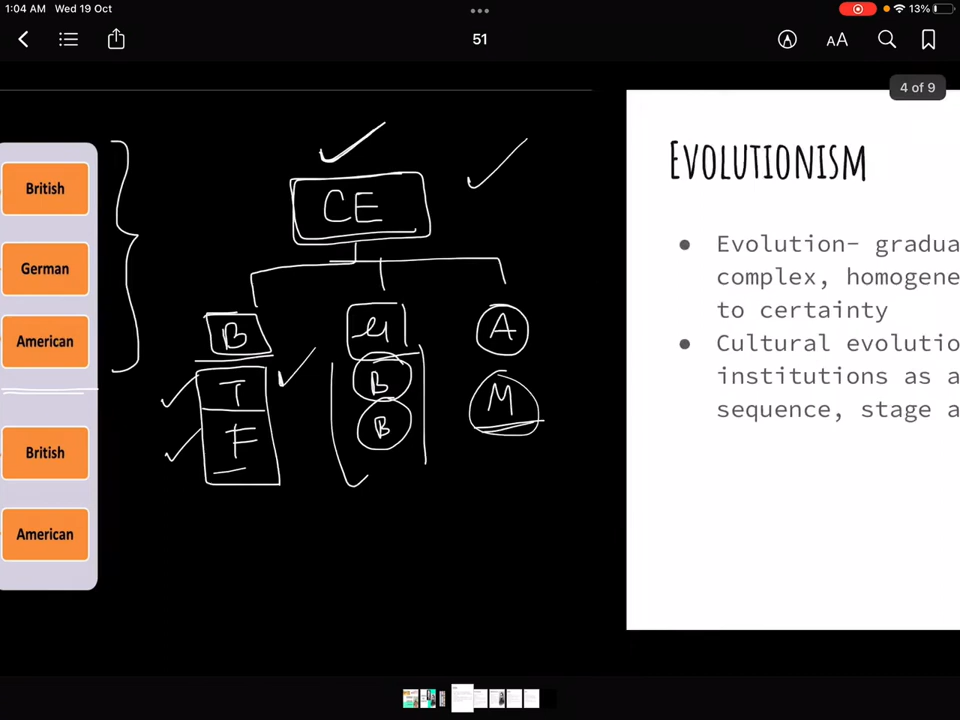 1:04 AM Wed 19 Oct
13%
51
AA
4 of 9
British
German
American
British
American
CE
B
T
F
B
B
A
M
EVOLUTIONISM
Evolution- gradua
complex, homogene
to certainty
Cultural evolutio
institutions as a
sequence, stage a